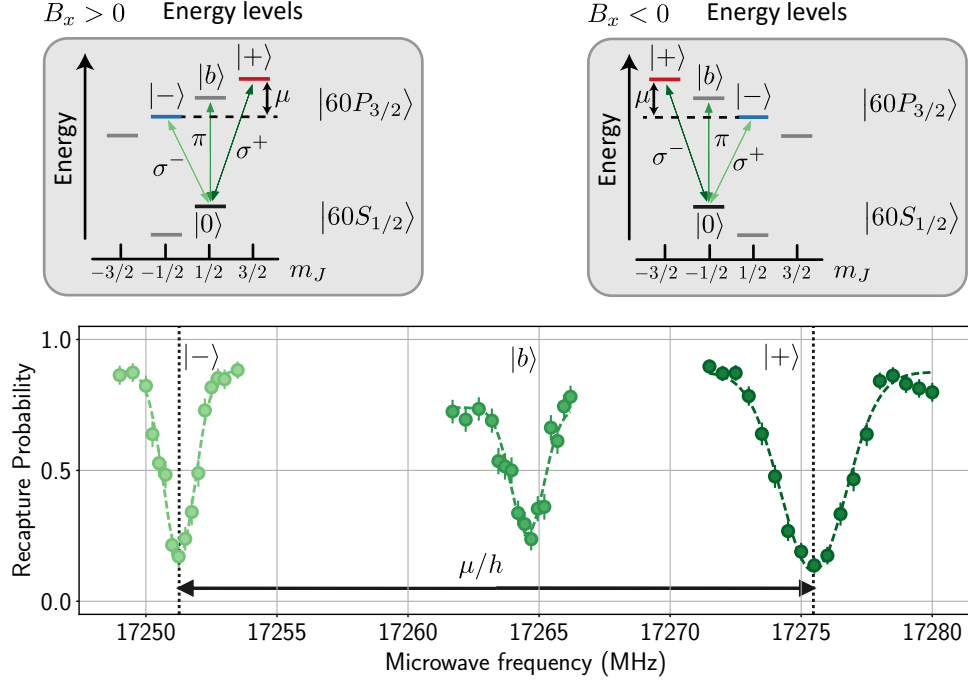 B_x > 0 Energy levels
|+⟩
|b⟩
|−⟩
μ
|60P_{3/2}⟩
Energy
σ^−
π
σ^+
|0⟩
|60S_{1/2}⟩
−3/2 −1/2 1/2 3/2 m_J
B_x < 0 Energy levels
|+⟩
|b⟩
|−⟩
μ
|60P_{3/2}⟩
Energy
σ^−
π
σ^+
|0⟩
|60S_{1/2}⟩
−3/2 −1/2 1/2 3/2 m_J
1.0
|−⟩ |b⟩ |+⟩
Recapture Probability
0.5
μ/h
0.0
17250 17255 17260 17265 17270 17275 17280
Microwave frequency (MHz)